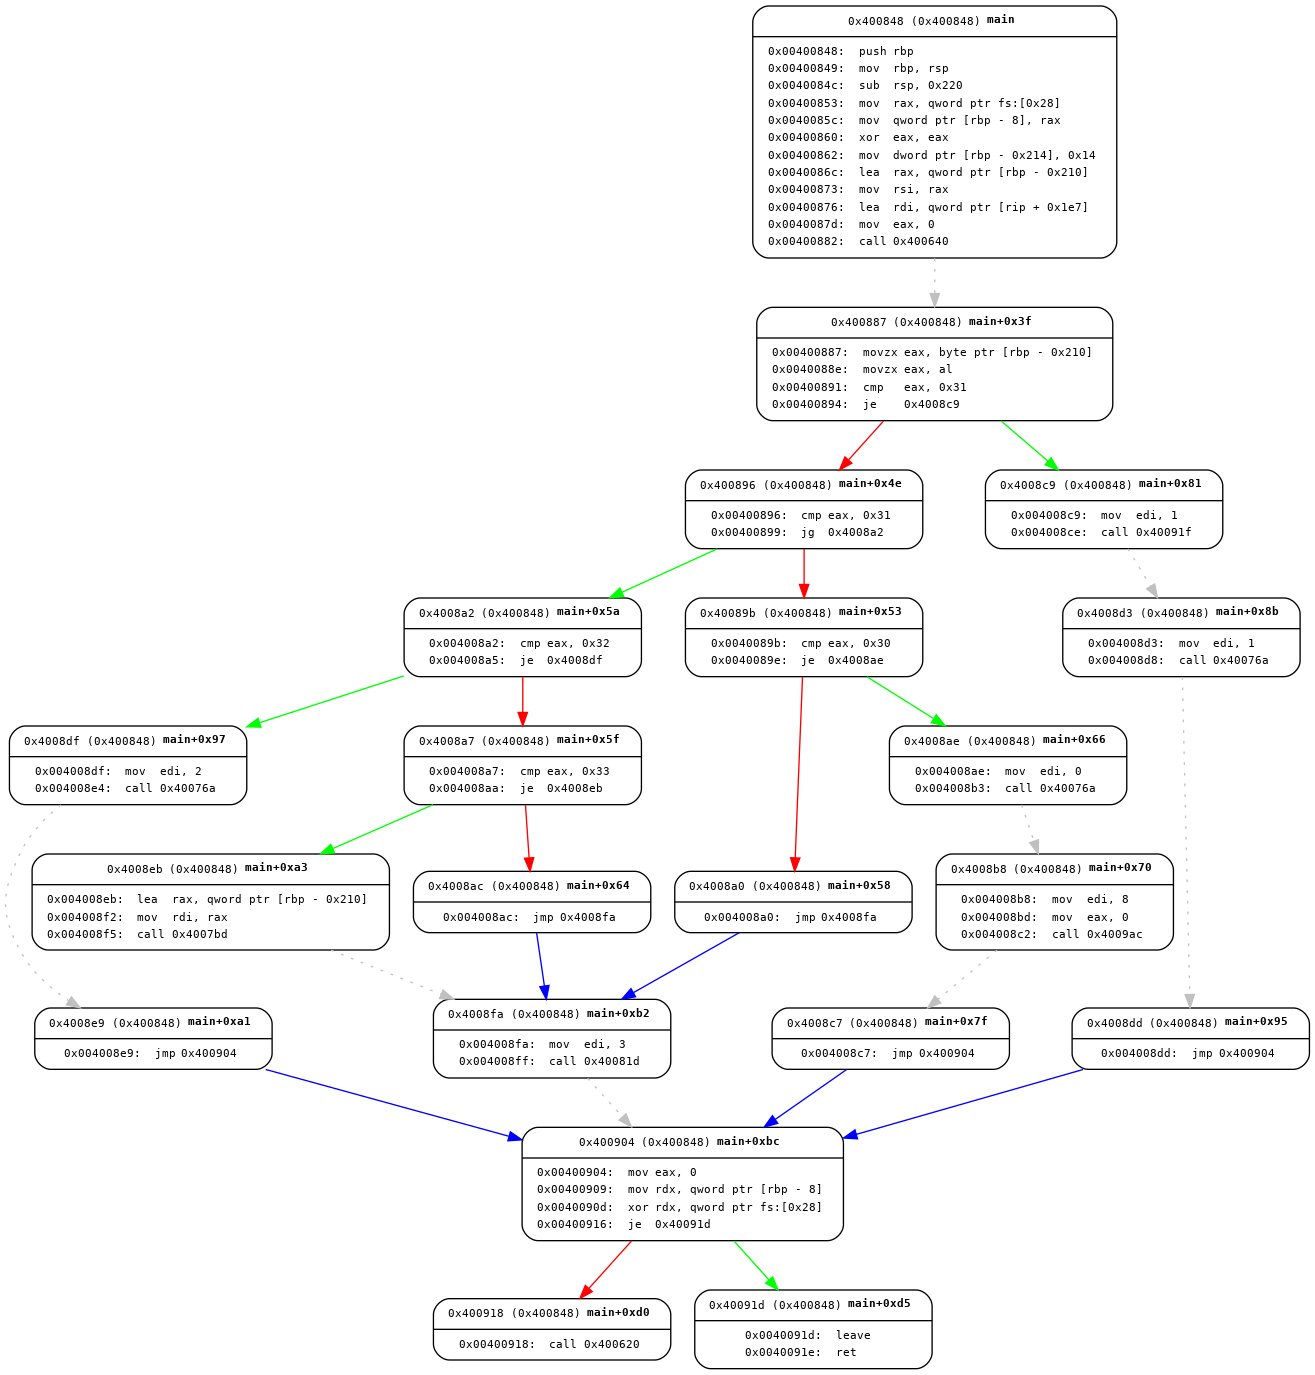 0x400848 (0x400848) main
0x00400848: push rbp
0x00400849: mov rbp, rsp
0x0040084c: sub rsp, 0x220
0x00400853: mov rax, qword ptr fs:[0x28]
0x0040085c: mov qword ptr [rbp - 8], rax
0x00400860: xor eax, eax
0x00400862: mov dword ptr [rbp - 0x214], 0x14
0x0040086c: lea rax, qword ptr [rbp - 0x210]
0x00400873: mov rsi, rax
0x00400876: lea rdi, qword ptr [rip + 0x1e7]
0x0040087d: mov eax, 0
0x00400882: call 0x400640
0x400887 (0x400848) main+0x3f
0x00400887: movzx eax, byte ptr [rbp - 0x210]
0x0040088e: movzx eax, al
0x00400891: cmp eax, 0x31
0x00400894: je 0x4008c9
0x400896 (0x400848) main+0x4e
0x00400896: cmp eax, 0x31
0x00400899: jg 0x4008a2
0x4008c9 (0x400848) main+0x81
0x004008c9: mov edi, 1
0x004008ce: call 0x40091f
0x4008a2 (0x400848) main+0x5a
0x004008a2: cmp eax, 0x32
0x004008a5: je 0x4008df
0x40089b (0x400848) main+0x53
0x0040089b: cmp eax, 0x30
0x0040089e: je 0x4008ae
0x4008d3 (0x400848) main+0x8b
0x004008d3: mov edi, 1
0x004008d8: call 0x40076a
0x4008df (0x400848) main+0x97
0x004008df: mov edi, 2
0x004008e4: call 0x40076a
0x4008a7 (0x400848) main+0x5f
0x004008a7: cmp eax, 0x33
0x004008aa: je 0x4008eb
0x4008ae (0x400848) main+0x66
0x004008ae: mov edi, 0
0x004008b3: call 0x40076a
0x4008eb (0x400848) main+0xa3
0x004008eb: lea rax, qword ptr [rbp - 0x210]
0x004008f2: mov rdi, rax
0x004008f5: call 0x4007bd
0x4008ac (0x400848) main+0x64
0x004008ac: jmp 0x4008fa
0x4008a0 (0x400848) main+0x58
0x004008a0: jmp 0x4008fa
0x4008b8 (0x400848) main+0x70
0x004008b8: mov edi, 8
0x004008bd: mov eax, 0
0x004008c2: call 0x4009ac
0x4008e9 (0x400848) main+0xa1
0x004008e9: jmp 0x400904
0x4008fa (0x400848) main+0xb2
0x004008fa: mov edi, 3
0x004008ff: call 0x40081d
0x4008c7 (0x400848) main+0x7f
0x004008c7: jmp 0x400904
0x4008dd (0x400848) main+0x95
0x004008dd: jmp 0x400904
0x400904 (0x400848) main+0xbc
0x00400904: mov eax, 0
0x00400909: mov rdx, qword ptr [rbp - 8]
0x0040090d: xor rdx, qword ptr fs:[0x28]
0x00400916: je 0x40091d
0x400918 (0x400848) main+0xd0
0x00400918: call 0x400620
0x40091d (0x400848) main+0xd5
0x0040091d: leave
0x0040091e: ret